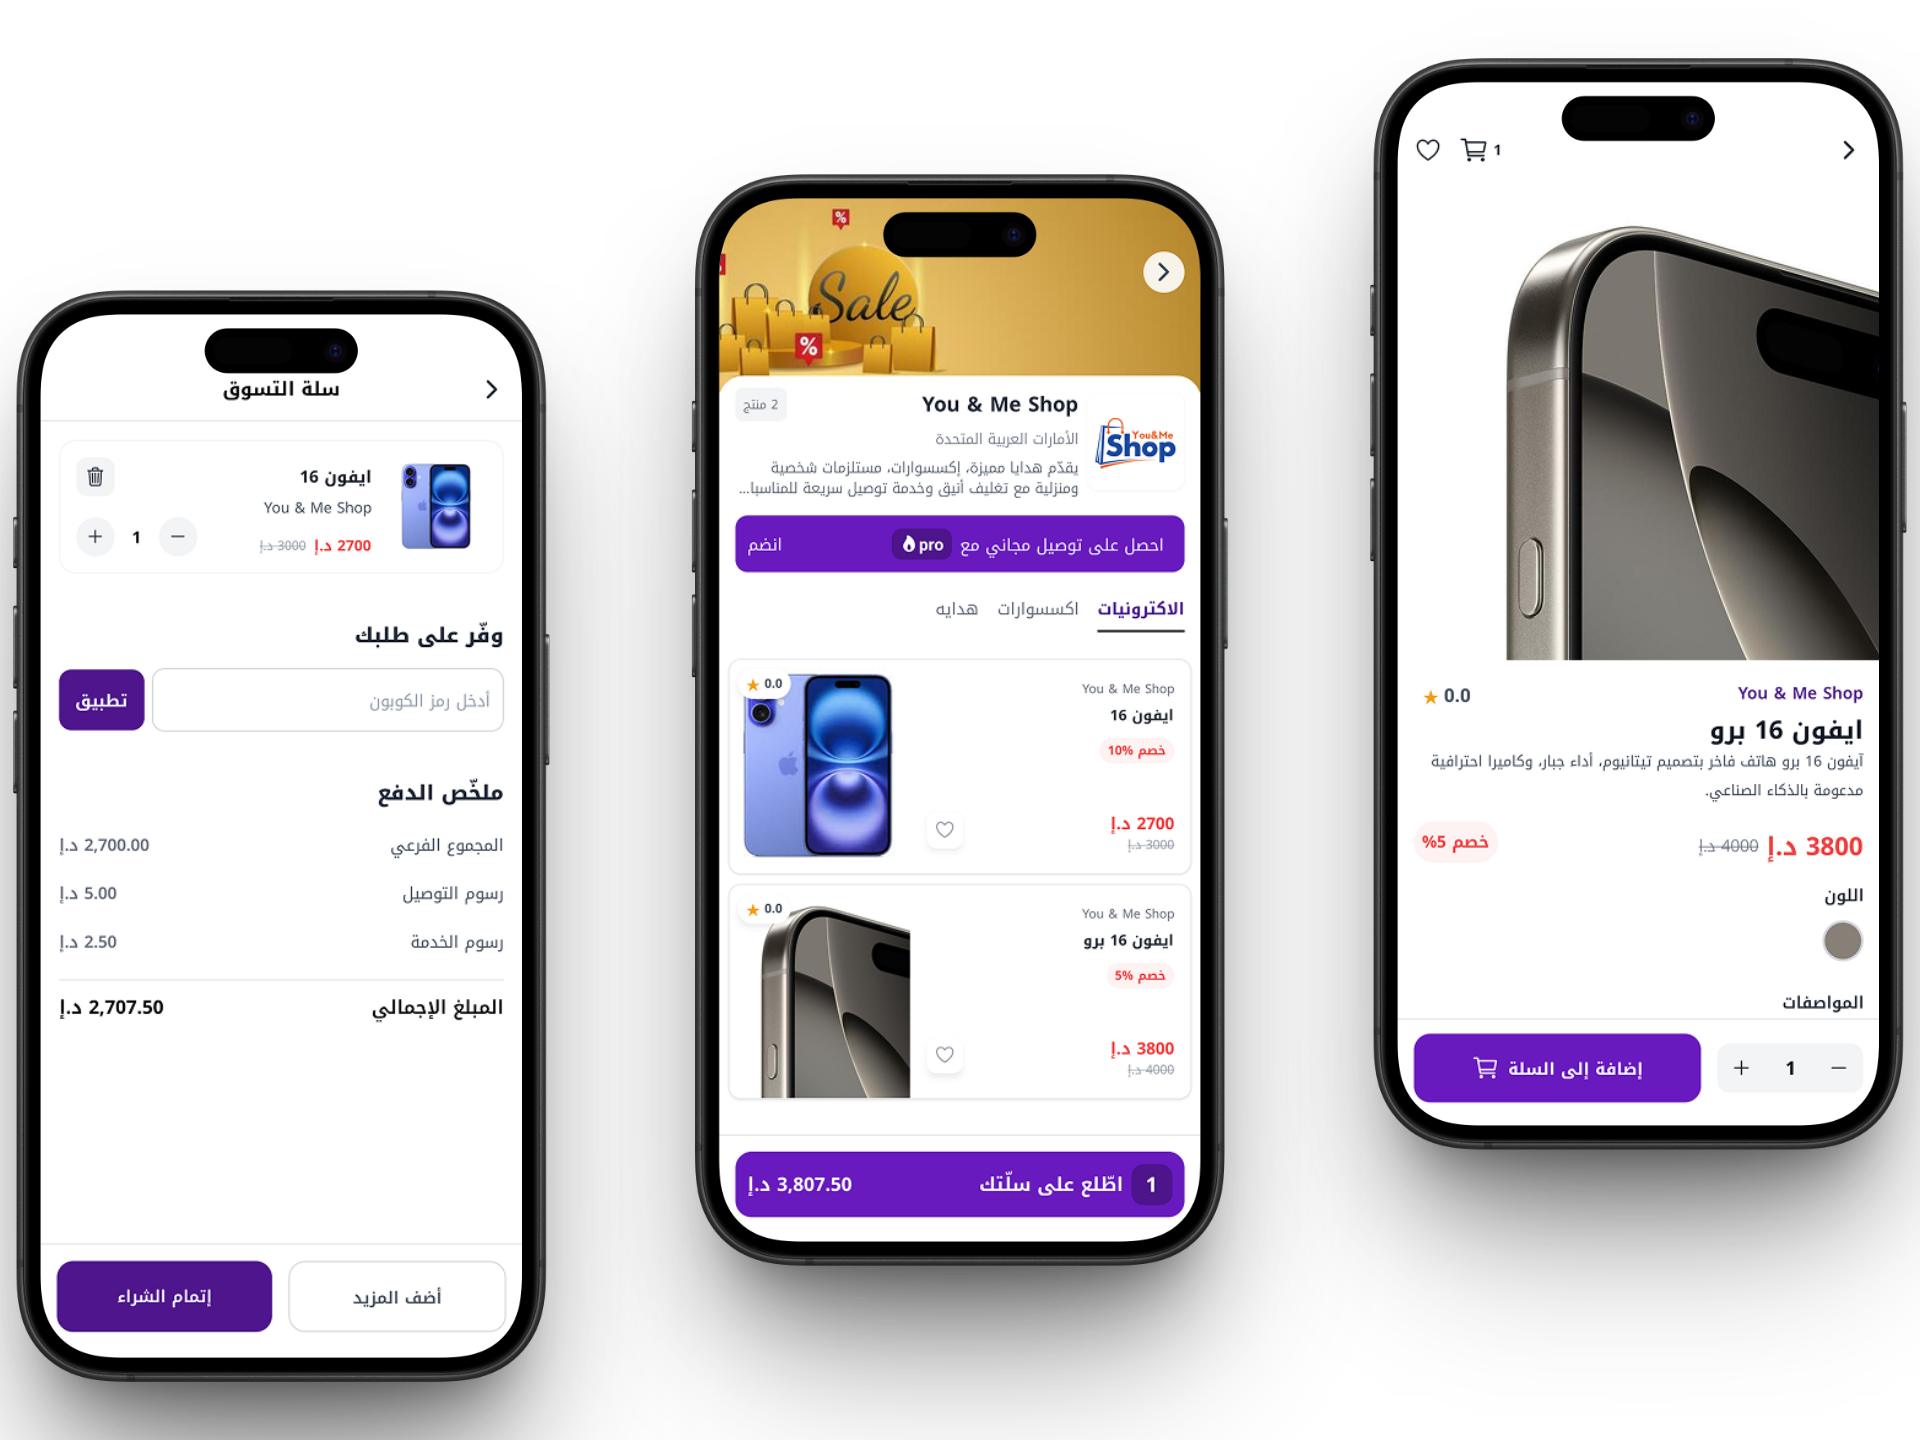 سلة التسوق
ايفون 16
You & Me Shop
2700 د.إ 3000 د.إ
1
وفّر على طلبك
أدخل رمز الكوبون
تطبيق
ملخّص الدفع
المجموع الفرعي 2,700.00 د.إ
رسوم التوصيل 5.00 د.إ
رسوم الخدمة 2.50 د.إ
المبلغ الإجمالي 2,707.50 د.إ
أضف المزيد
إتمام الشراء
%
Sale
%
You&Me
Shop
You & Me Shop
2 منتج
الأمارات العربية المتحدة
يقدّم هدايا مميزة، إكسسوارات، مستلزمات شخصية
ومنزلية مع تغليف أنيق وخدمة توصيل سريعة للمناسبا...
احصل على توصيل مجاني مع pro انضم
الاكترونيات اكسسوارات هدايه
You & Me Shop
0.0
ايفون 16
خصم 10%
2700 د.إ
3000 د.إ
You & Me Shop
0.0
ايفون 16 برو
خصم 5%
3800 د.إ
4000 د.إ
1 اطّلع على سلّتك 3,807.50 د.إ
1
You & Me Shop
0.0
ايفون 16 برو
آيفون 16 برو هاتف فاخر بتصميم تيتانيوم، أداء جبار، وكاميرا احترافية
مدعومة بالذكاء الصناعي.
3800 د.إ 4000 د.إ
خصم 5%
اللون
المواصفات
1
إضافة إلى السلة